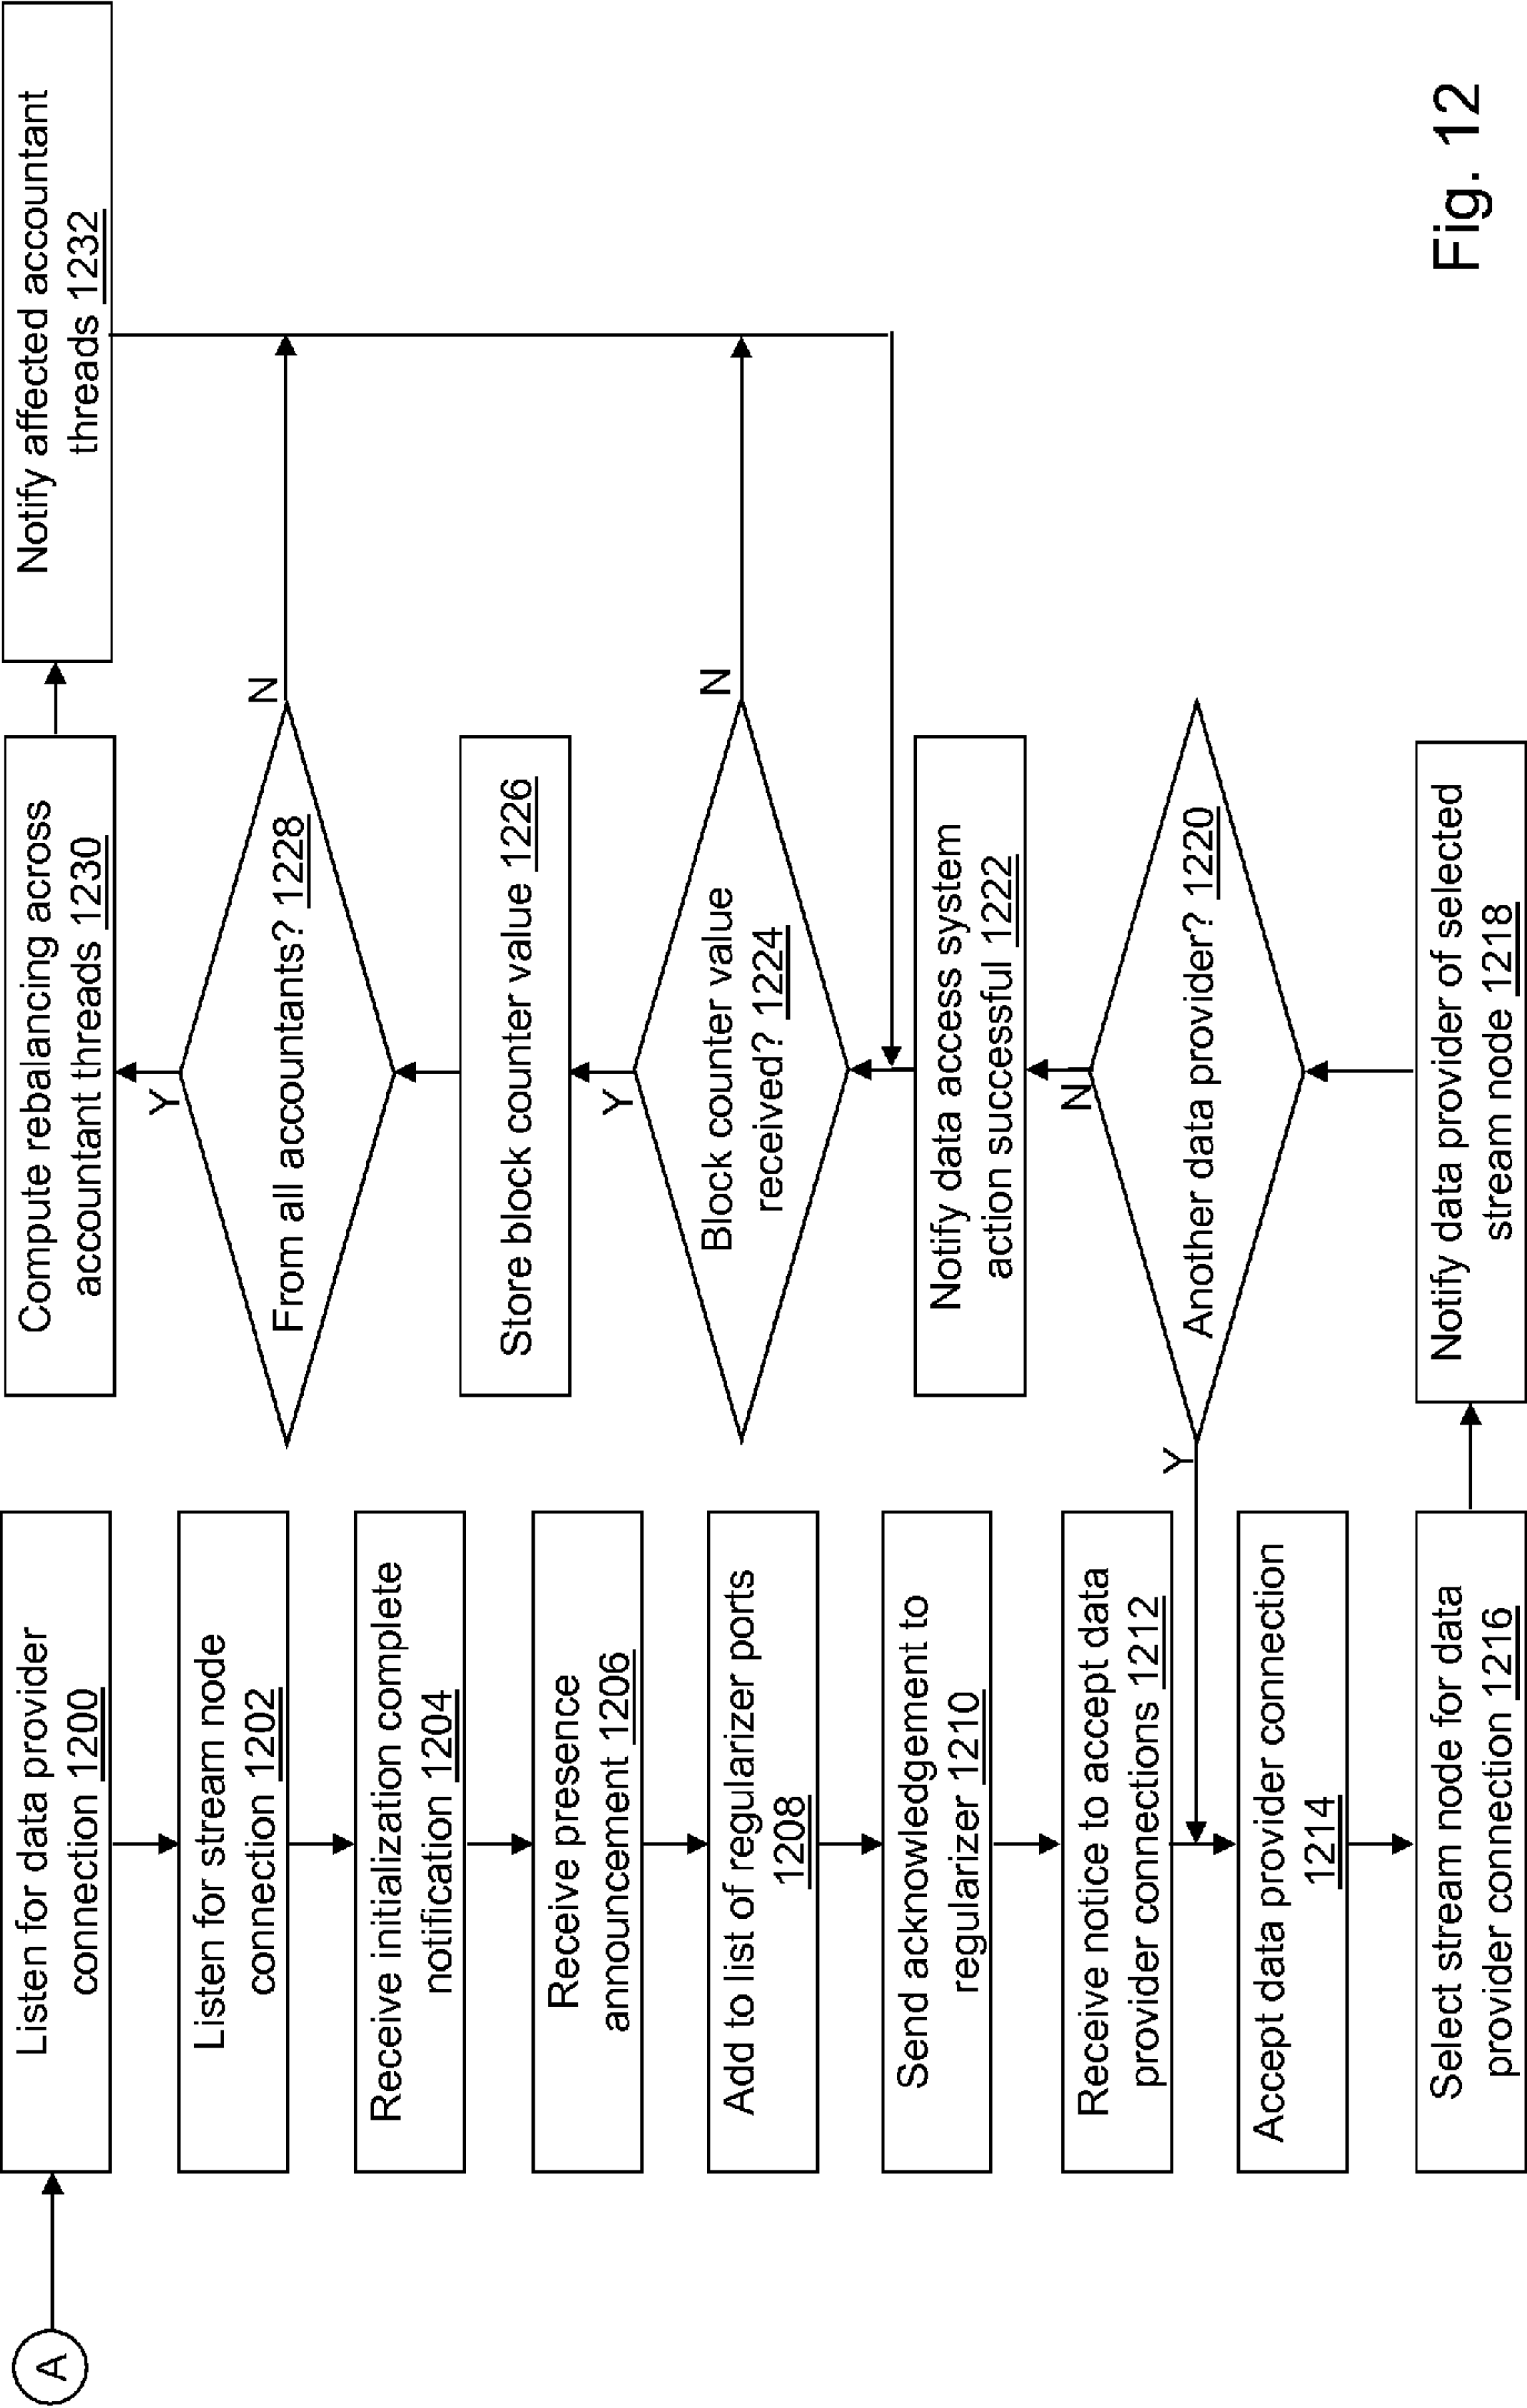 A
Listen for data provider
connection 1200
Listen for stream node
connection 1202
Receive initialization complete
notification 1204
Receive presence
announcement 1206
Add to list of regularizer ports
1208
Send acknowledgement to
regularizer 1210
Receive notice to accept data
provider connections 1212
Accept data provider connection
1214
Select stream node for data
provider connection 1216
Notify data provider of selected
stream node 1218
Another data provider? 1220
Y
N
Notify data access system
action successful 1222
Block counter value
received? 1224
Y
N
Store block counter value 1226
From all accountants? 1228
Y
N
Compute rebalancing across
accountant threads 1230
Notify affected accountant
threads 1232
Fig. 12